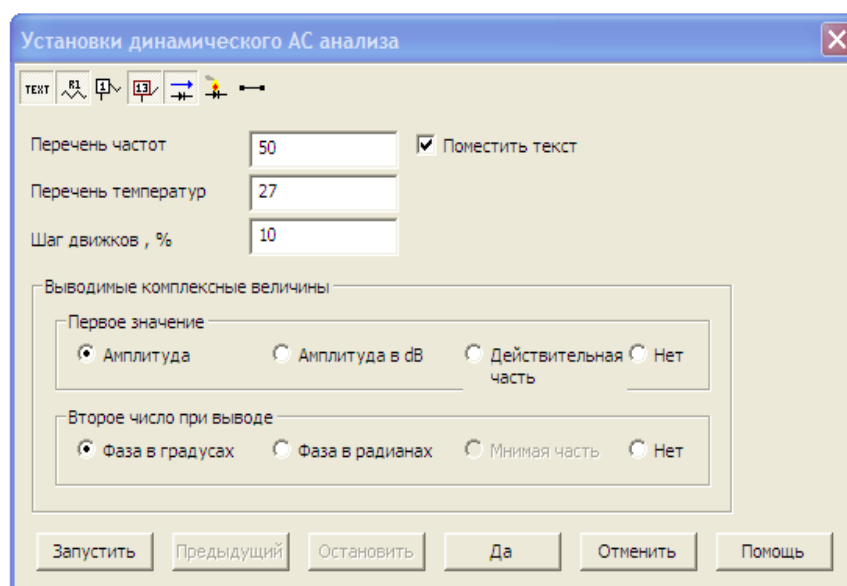 Установки динамического АС анализа
TEXT R1 1 13
Перечень частот 50 Поместить текст
Перечень температур 27
Шаг движков , % 10
Выводимые комплексные величины
Первое значение
Амплитуда Амплитуда в dB Действительная часть Нет
Второе число при выводе
Фаза в градусах Фаза в радианах Мнимая часть Нет
Запустить Предыдущий Остановить Да Отменить Помощь